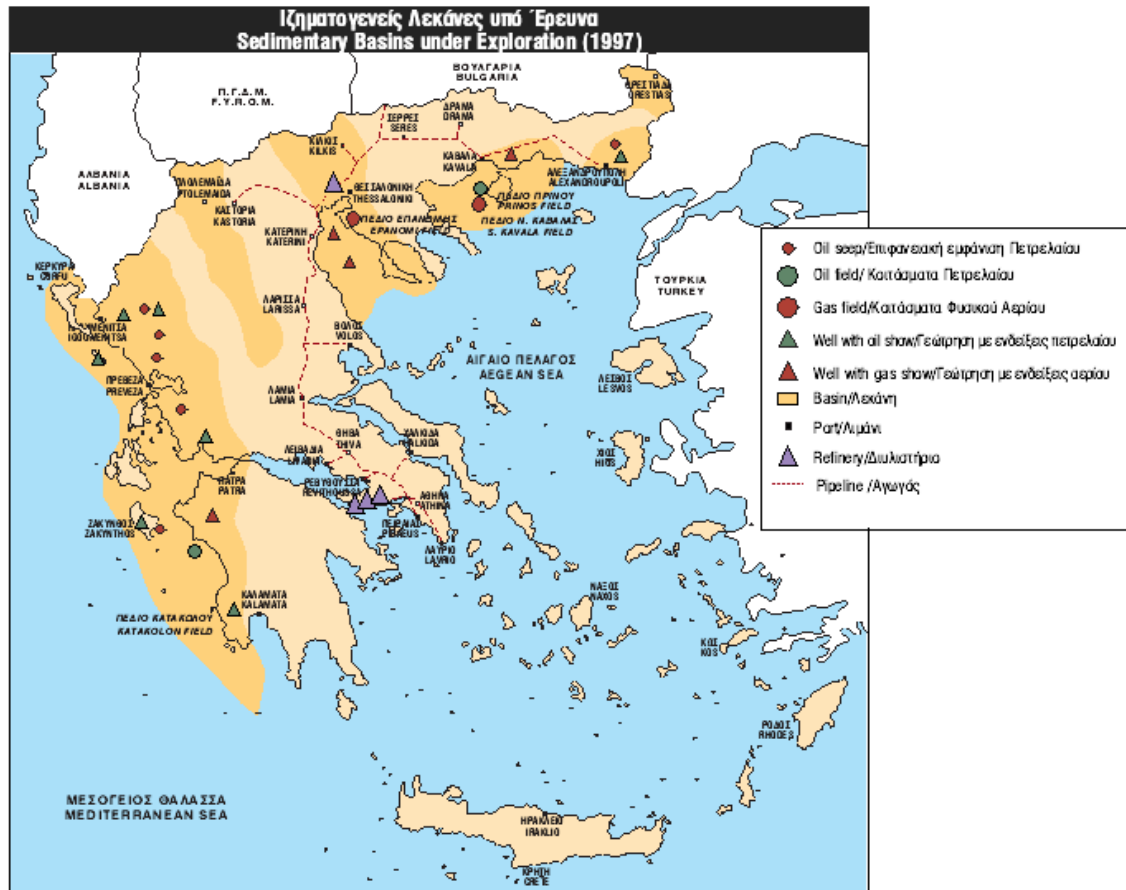 Ιζηματογενείς Λεκάνες υπό Έρευνα
Sedimentary Basins under Exploration (1997)
ΒΟΥΛΓΑΡΙΑ
BULGARIA
Π.Γ.Δ.Μ.
F.Y.R.O.M.
ΑΛΒΑΝΙΑ
ALBANIA
ΤΟΥΡΚΙΑ
TURKEY
ΟΡΕΣΤΙΑΔΑ
ORESTIAS
ΔΡΑΜΑ
DRAMA
ΣΕΡΡΕΣ
SERES
ΚΙΛΚΙΣ
KILKIS
ΚΑΒΑΛΑ
KAVALA
ΑΛΕΞΑΝΔΡΟΥΠΟΛΗ
ALEXANDROUPOLI
ΘΕΣΣΑΛΟΝΙΚΗ
THESSALONIKI
ΠΤΟΛΕΜΑΙΔΑ
PTOLEMAIDA
ΚΑΣΤΟΡΙΑ
KASTORIA
ΠΕΔΙΟ ΠΡΙΝΟΥ
PRINOS FIELD
ΠΕΔΙΟ Ν. ΚΑΒΑΛΑΣ
S. KAVALA FIELD
ΠΕΔΙΟ ΕΠΑΝΟΜΗΣ
EPANOMI FIELD
ΚΑΤΕΡΙΝΗ
KATERINI
ΚΕΡΚΥΡΑ
CORFU
ΛΑΡΙΣΣΑ
LARISSA
ΗΓΟΥΜΕΝΙΤΣΑ
IGOUMENITSA
ΒΟΛΟΣ
VOLOS
ΑΙΓΑΙΟ ΠΕΛΑΓΟΣ
AEGEAN SEA
ΛΕΣΒΟΣ
LESVOS
ΠΡΕΒΕΖΑ
PREVEZA
ΛΑΜΙΑ
LAMIA
ΘΗΒΑ
THIVA
ΧΑΛΚΙΔΑ
HALKIDA
ΧΙΟΣ
HIOS
ΛΕΙΒΑΔΙΑ
LIVADIA
ΠΑΤΡΑ
PATRA
ΡΕΒΥΘΟΥΣΣΑ
REVITHOUSSA
ΑΘΗΝΑ
ATHINA
ΠΕΙΡΑΙΑΣ
PIRAEUS
ΛΑΥΡΙΟ
LAVRIO
ΖΑΚΥΝΘΟΣ
ZAKYNTHOS
ΚΑΛΑΜΑΤΑ
KALAMATA
ΠΕΔΙΟ ΚΑΤΑΚΟΛΟΥ
KATAKOLON FIELD
ΝΑΞΟΣ
NAXOS
ΚΩΣ
KOS
ΡΟΔΟΣ
RHODES
ΜΕΣΟΓΕΙΟΣ ΘΑΛΑΣΣΑ
MEDITERRANEAN SEA
ΗΡΑΚΛΕΙΟ
IRAKLIO
ΚΡΗΤΗ
CRETE
Oil seep/Επιφανειακή εμφάνιση Πετρελαίου
Oil field/ Κοιτάσματα Πετρελαίου
Gas field/Κοιτάσματα Φυσικού Αερίου
Well with oil show/Γεώτρηση με ενδείξεις πετρελαίου
Well with gas show/Γεώτρηση με ενδείξεις αερίου
Basin/Λεκάνη
Port/Λιμάνι
Refinery/Διυλιστήριο
Pipeline /Αγωγός